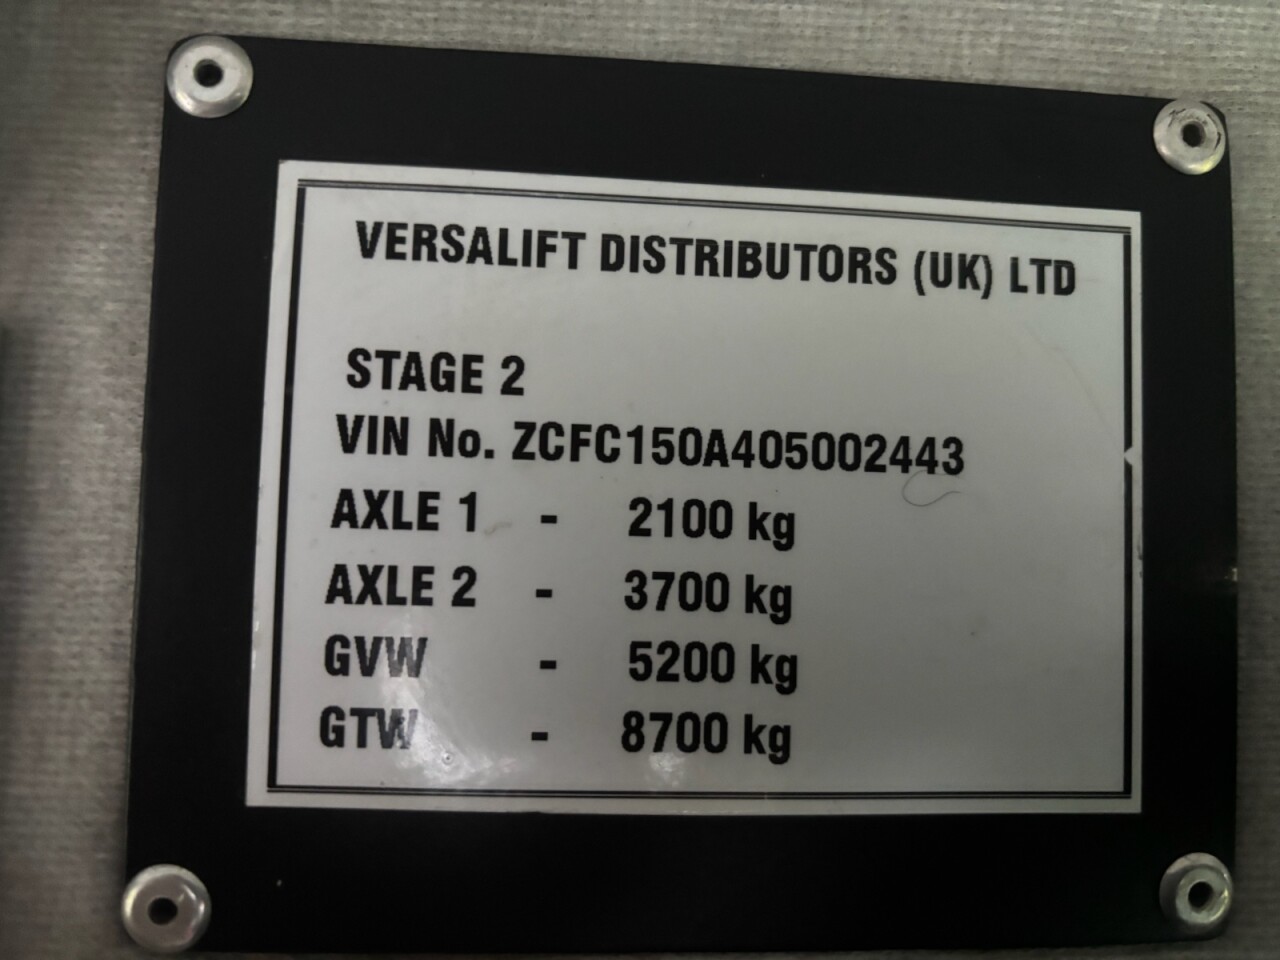 VERSALIFT DISTRIBUTORS (UK) LTD
STAGE 2
VIN No. ZCFC150A405002443
AXLE 1 - 2100 kg
AXLE 2 - 3700 kg
GVW - 5200 kg
GTW - 8700 kg